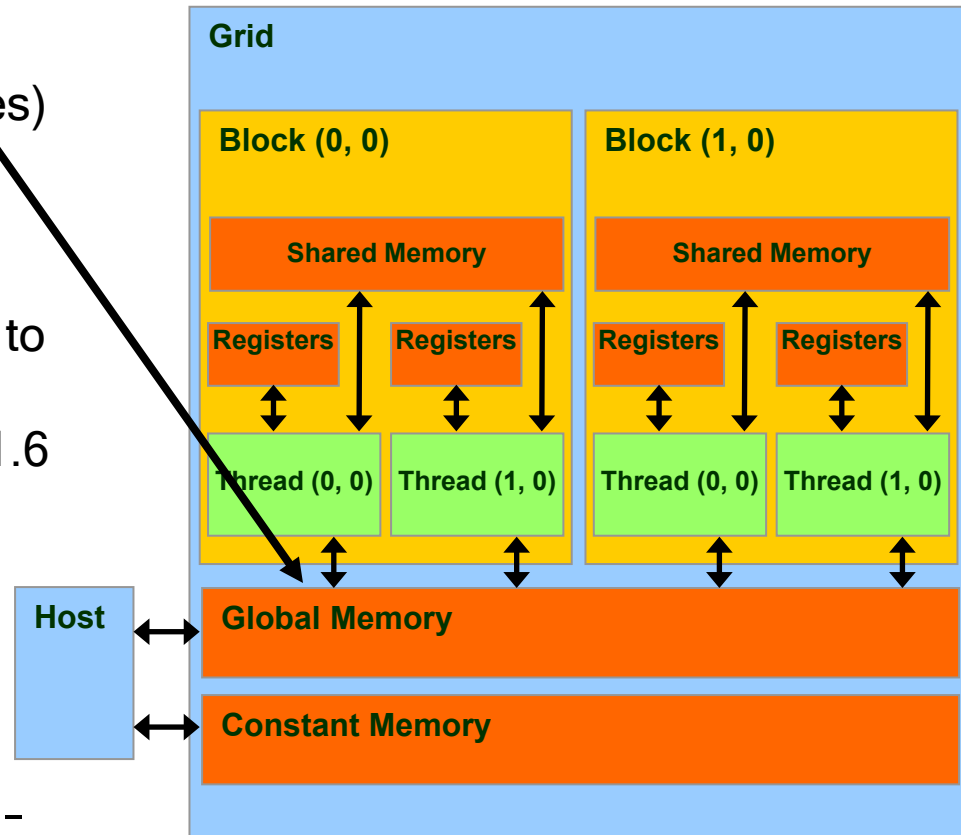 es)
to
1.6
-
Grid
Block (0, 0)
Block (1, 0)
Shared Memory
Shared Memory
Registers
Registers
Registers
Registers
Thread (0, 0)
Thread (1, 0)
Thread (0, 0)
Thread (1, 0)
Host
Global Memory
Constant Memory